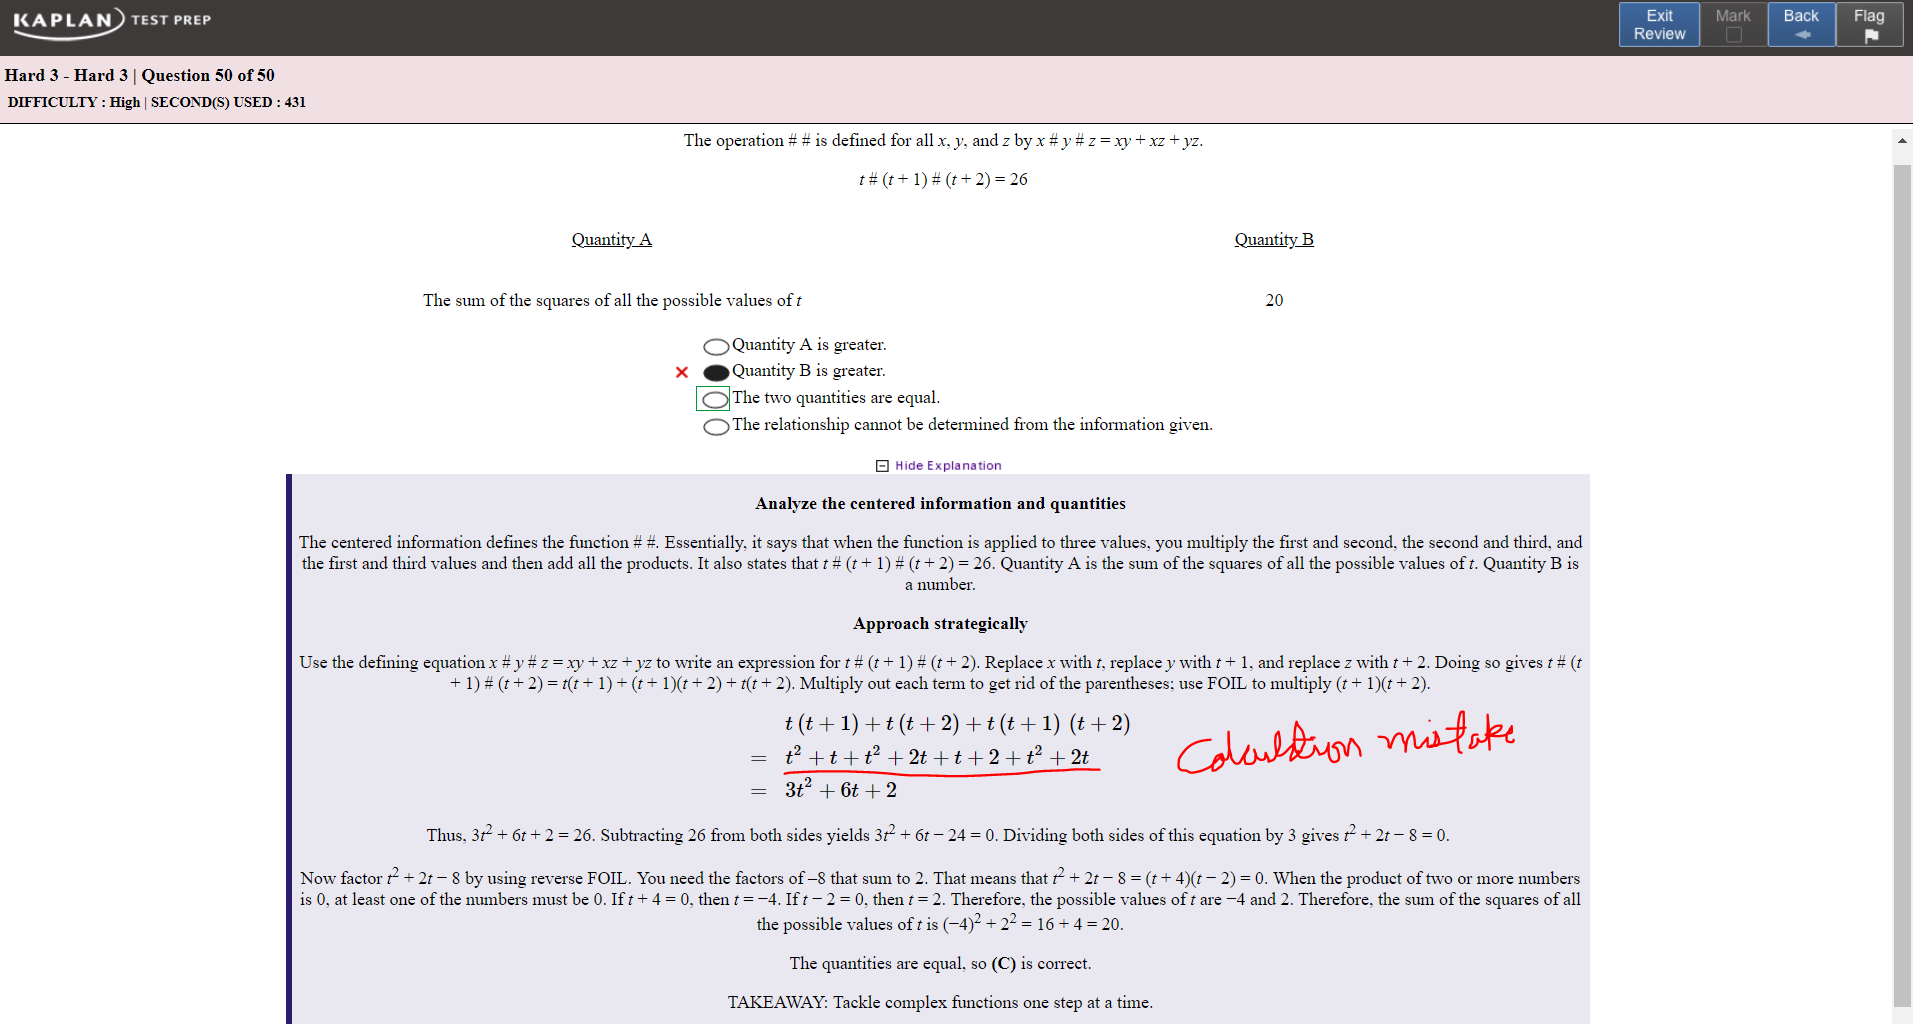 KAPLAN TEST PREP
Exit Review
Mark
Back
Flag
Hard 3 - Hard 3 | Question 50 of 50
DIFFICULTY : High | SECOND(S) USED : 431
The operation # # is defined for all x, y, and z by x # y # z = xy + xz + yz.
t # (t + 1) # (t + 2) = 26
Quantity A
Quantity B
The sum of the squares of all the possible values of t
20
Quantity A is greater.
× Quantity B is greater.
The two quantities are equal.
The relationship cannot be determined from the information given.
Hide Explanation
Analyze the centered information and quantities
The centered information defines the function # #. Essentially, it says that when the function is applied to three values, you multiply the first and second, the second and third, and
the first and third values and then add all the products. It also states that t # (t + 1) # (t + 2) = 26. Quantity A is the sum of the squares of all the possible values of t. Quantity B is
a number.
Approach strategically
Use the defining equation x # y # z = xy + xz + yz to write an expression for t # (t + 1) # (t + 2). Replace x with t, replace y with t + 1, and replace z with t + 2. Doing so gives t # (t
+ 1) # (t + 2) = t(t + 1) + (t + 1)(t + 2) + t(t + 2). Multiply out each term to get rid of the parentheses; use FOIL to multiply (t + 1)(t + 2).
t (t + 1) + t (t + 2) + t (t + 1) (t + 2)
= t² + t + t² + 2t + t + 2 + t² + 2t
Calculation mistake
= 3t² + 6t + 2
Thus, 3t² + 6t + 2 = 26. Subtracting 26 from both sides yields 3t² + 6t − 24 = 0. Dividing both sides of this equation by 3 gives t² + 2t − 8 = 0.
Now factor t² + 2t − 8 by using reverse FOIL. You need the factors of –8 that sum to 2. That means that t² + 2t − 8 = (t + 4)(t − 2) = 0. When the product of two or more numbers
is 0, at least one of the numbers must be 0. If t + 4 = 0, then t = −4. If t − 2 = 0, then t = 2. Therefore, the possible values of t are −4 and 2. Therefore, the sum of the squares of all
the possible values of t is (−4)² + 2² = 16 + 4 = 20.
The quantities are equal, so (C) is correct.
TAKEAWAY: Tackle complex functions one step at a time.